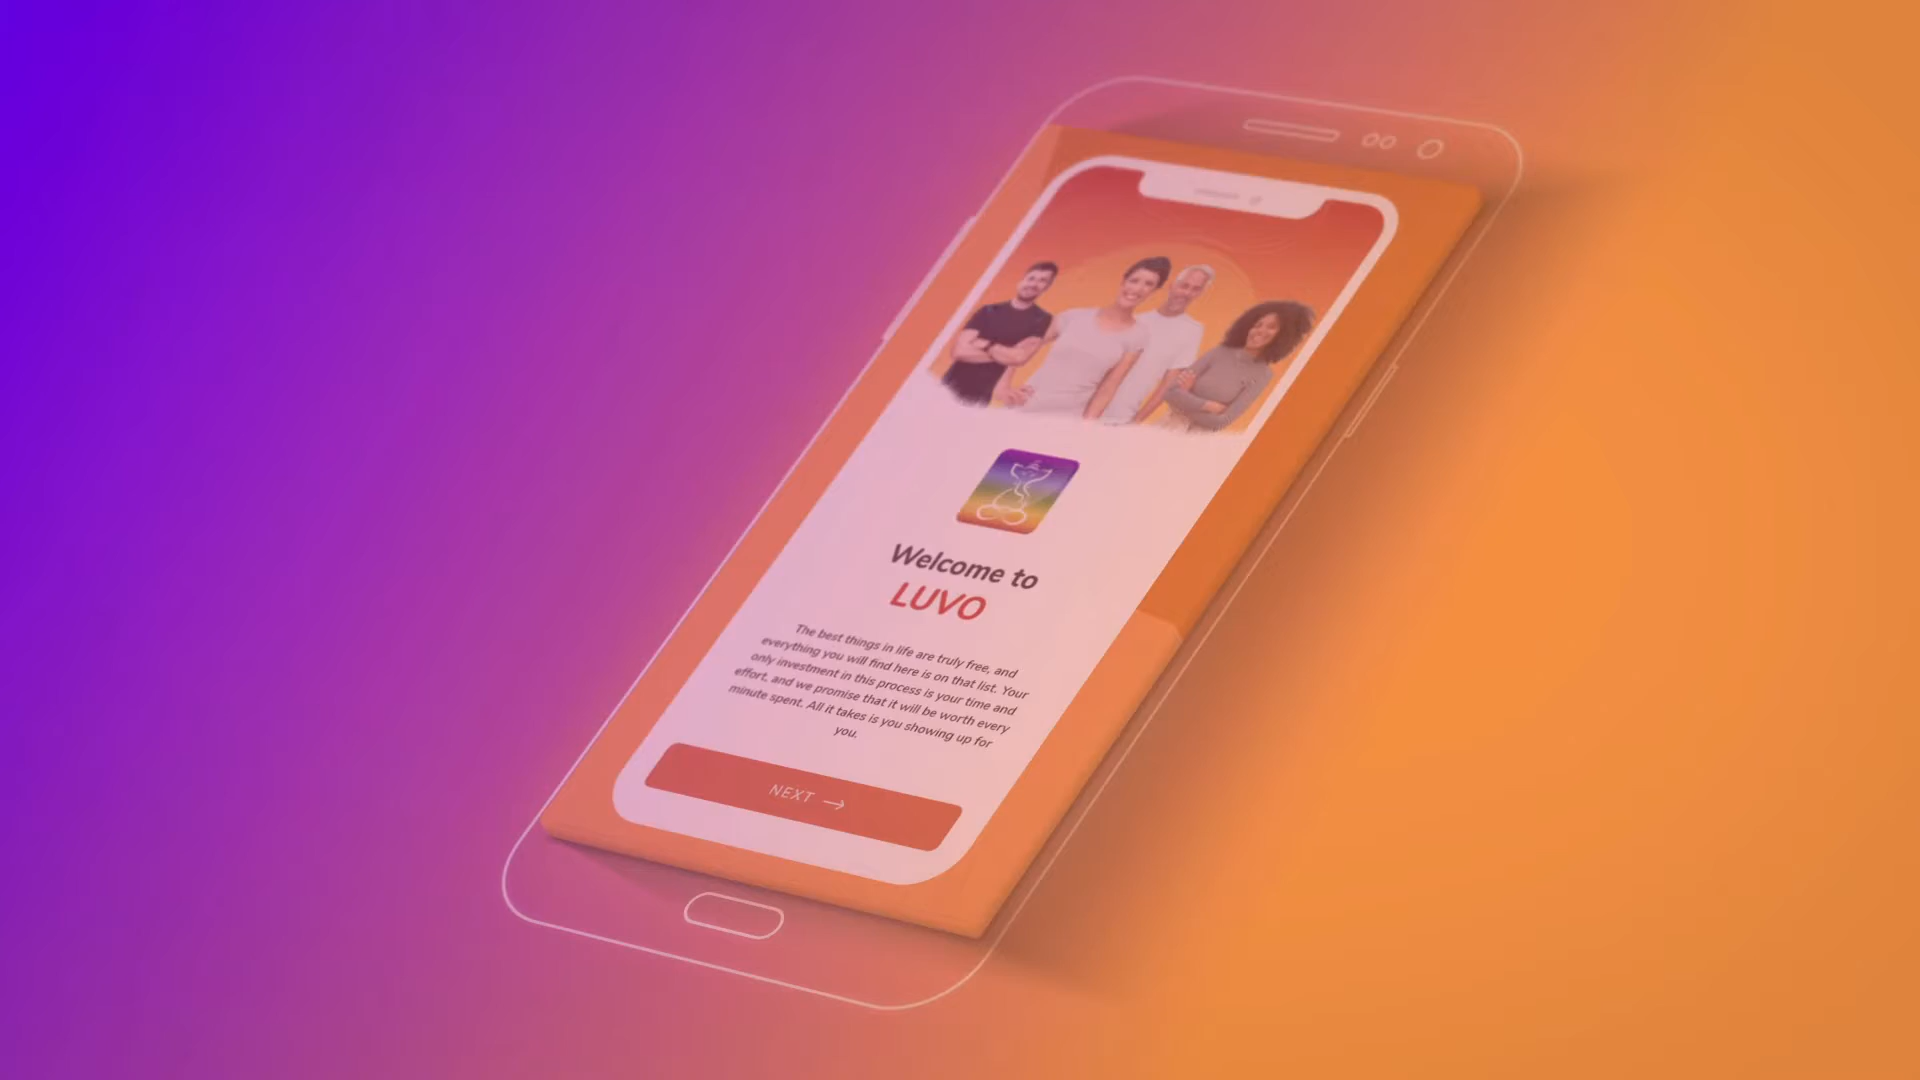 Welcome to
LUVO
The best things in life are truly free, and
everything you will find here is on that list. Your
only investment in this process is your time and
effort, and we promise that it will be worth every
minute spent. All it takes is you showing up for
you.
NEXT →